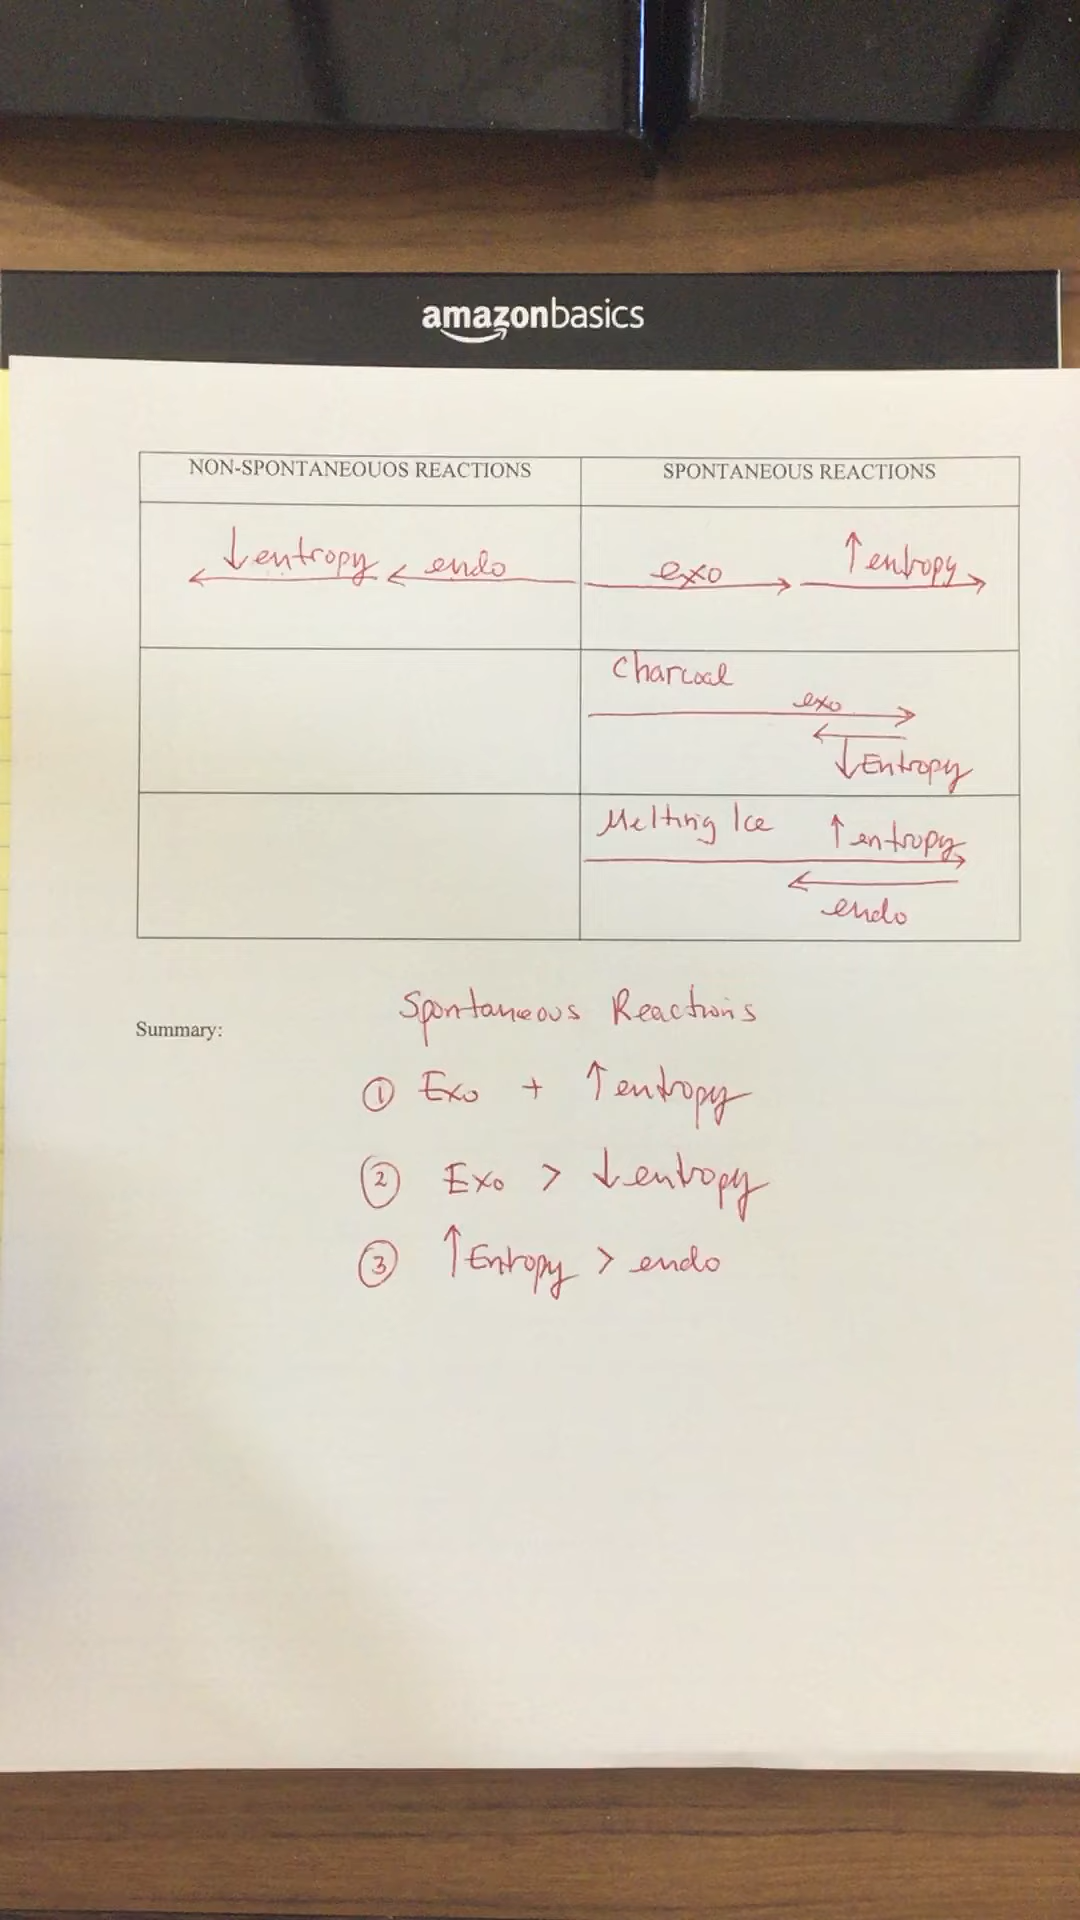 amazonbasics
NON-SPONTANEOUOS REACTIONS
SPONTANEOUS REACTIONS
↓entropy endo
exo ↑entropy
Charcoal
exo
↓Entropy
Melting Ice ↑entropy
endo
Summary:
Spontaneous Reactions
① Exo + ↑entropy
② Exo > ↓entropy
③ ↑Entropy > endo